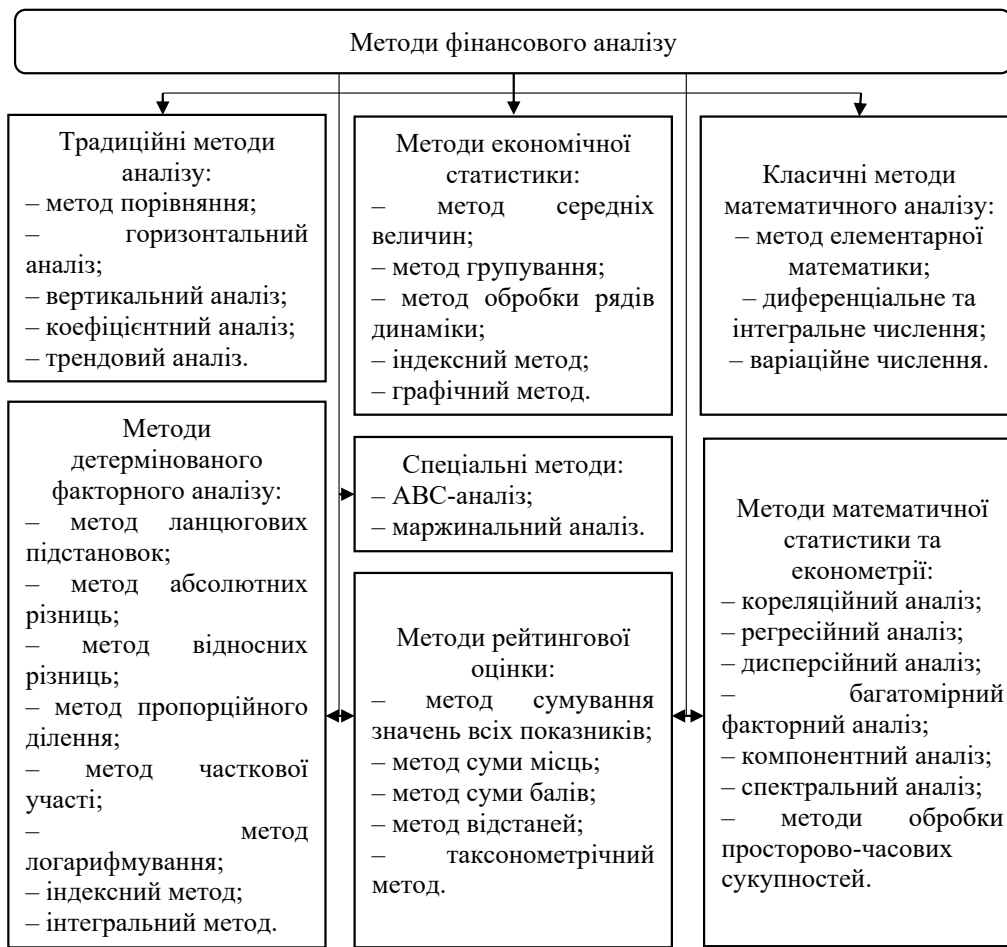 Методи фінансового аналізу
Традиційні методи
аналізу:
– метод порівняння;
– горизонтальний
аналіз;
– вертикальний аналіз;
– коефіцієнтний аналіз;
– трендовий аналіз.
Методи економічної
статистики:
– метод середніх
величин;
– метод групування;
– метод обробки рядів
динаміки;
– індексний метод;
– графічний метод.
Класичні методи
математичного аналізу:
– метод елементарної
математики;
– диференціальне та
інтегральне числення;
– варіаційне числення.
Методи
детермінованого
факторного аналізу:
– метод ланцюгових
підстановок;
– метод абсолютних
різниць;
– метод відносних
різниць;
– метод пропорційного
ділення;
– метод часткової
участі;
– метод
логарифмування;
– індексний метод;
– інтегральний метод.
Спеціальні методи:
– АВС-аналіз;
– маржинальний аналіз.
Методи рейтингової
оцінки:
– метод сумування
значень всіх показників;
– метод суми місць;
– метод суми балів;
– метод відстаней;
– таксонометрічний
метод.
Методи математичної
статистики та
економетрії:
– кореляційний аналіз;
– регресійний аналіз;
– дисперсійний аналіз;
– багатомірний
факторний аналіз;
– компонентний аналіз;
– спектральний аналіз;
– методи обробки
просторово-часових
сукупностей.